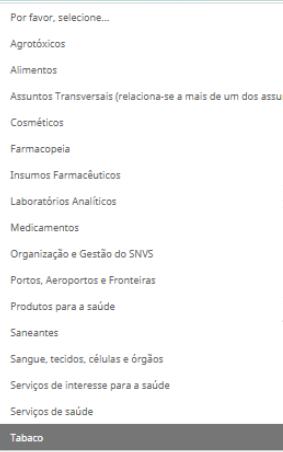 Por favor, selecione...
Agrotóxicos
Alimentos
Assuntos Transversais (relaciona-se a mais de um dos
Cosméticos
Farmacopeia
Insumos Farmacêuticos
Laboratórios Analíticos
Medicamentos
Organização e Gestão do SNVS
Portos, Aeroportos e Fronteiras
Produtos para a saúde
Saneantes
Sangue, tecidos, células e órgãos
Serviços de interesse para a saúde
Serviços de saúde
Tabaco